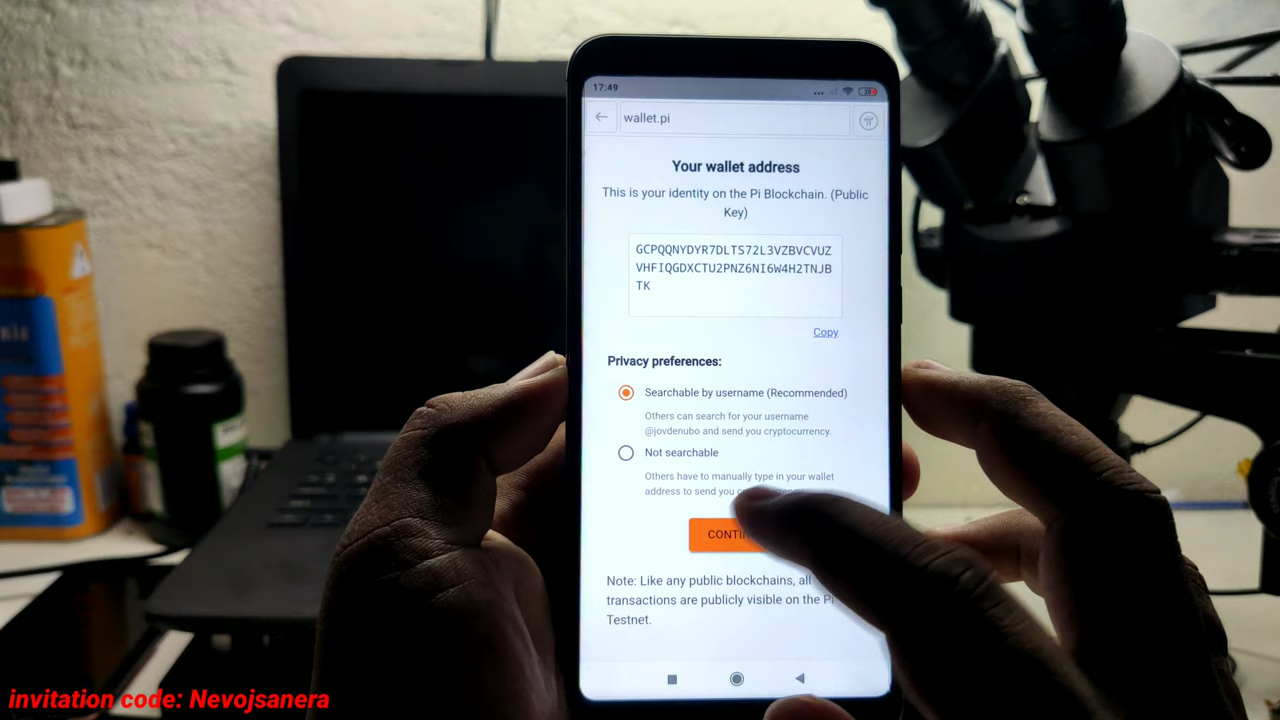 17:49
wallet.pi
Your wallet address
This is your identity on the Pi Blockchain. (Public
Key)
GCPQQNYDYR7DLTS72L3VZBVCVUZ
VHFIQGDXCTU2PNZ6NI6W4H2TNJB
TK
Copy
Privacy preferences:
Searchable by username (Recommended)
Others can search for your username
@jovdenubo and send you cryptocurrency.
Not searchable
Others have to manually type in your wallet
address to send you
Note: Like any public blockchains, all
transactions are publicly visible on the Pi
Testnet.
invitation code: Nevojsanera